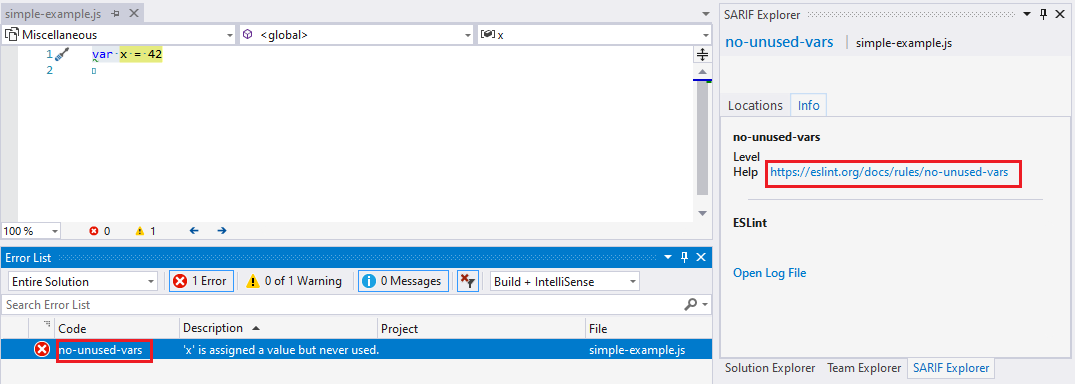 simple-example.js
Miscellaneous
<global>
x
1 var x = 42
2
100 %
0
1
Error List
Entire Solution
1 Error
0 of 1 Warning
0 Messages
Build + IntelliSense
Search Error List
Code Description Project File
no-unused-vars 'x' is assigned a value but never used. simple-example.js
SARIF Explorer
no-unused-vars | simple-example.js
Locations Info
no-unused-vars
Level
Help https://eslint.org/docs/rules/no-unused-vars
ESLint
Open Log File
Solution Explorer Team Explorer SARIF Explorer